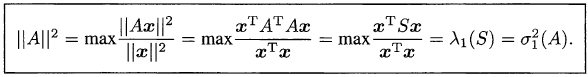 ||A||² = max ||Ax||² / ||x||² = max xᵀAᵀAx / xᵀx = max xᵀSx / xᵀx = λ₁(S) = σ₁²(A).